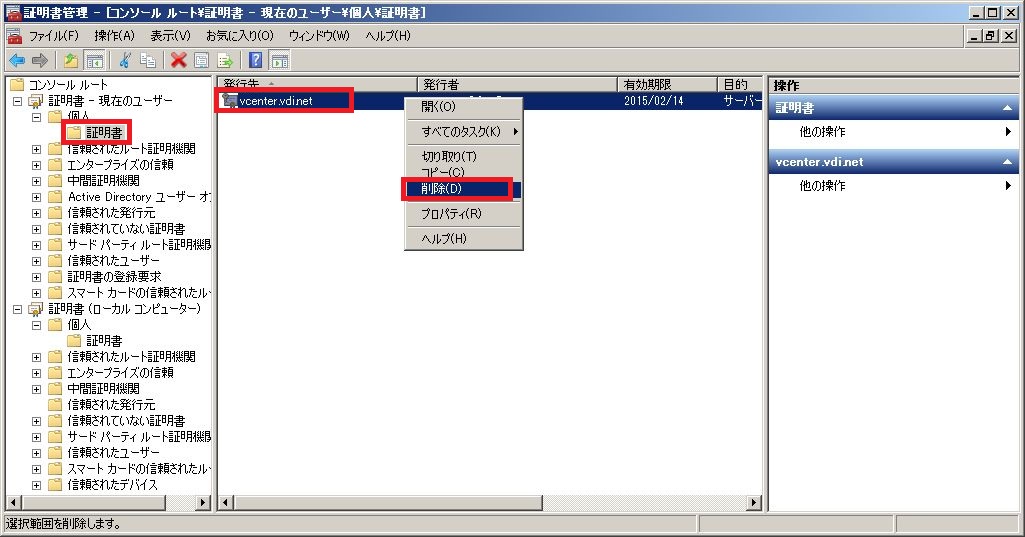 証明書管理 - [コンソール ルート¥証明書 - 現在のユーザー¥個人¥証明書]
ファイル(F) 操作(A) 表示(V) お気に入り(O) ウィンドウ(W) ヘルプ(H)
コンソール ルート
証明書 - 現在のユーザー
個人
証明書
信頼されたルート証明機関
エンタープライズの信頼
中間証明機関
Active Directory ユーザー オ
信頼された発行元
信頼されていない証明書
サード パーティ ルート証明機関
信頼されたユーザー
証明書の登録要求
スマート カードの信頼されたル
証明書 (ローカル コンピューター)
個人
証明書
信頼されたルート証明機関
エンタープライズの信頼
中間証明機関
信頼された発行元
信頼されていない証明書
サード パーティ ルート証明機関
信頼されたユーザー
スマート カードの信頼されたル
信頼されたデバイス
発行先 発行者 有効期限 目的
vcenter.vdi.net 2015/02/14 サーバー
開く(O)
すべてのタスク(K)
切り取り(T)
コピー(C)
削除(D)
プロパティ(R)
ヘルプ(H)
操作
証明書
他の操作
vcenter.vdi.net
他の操作
選択範囲を削除します。